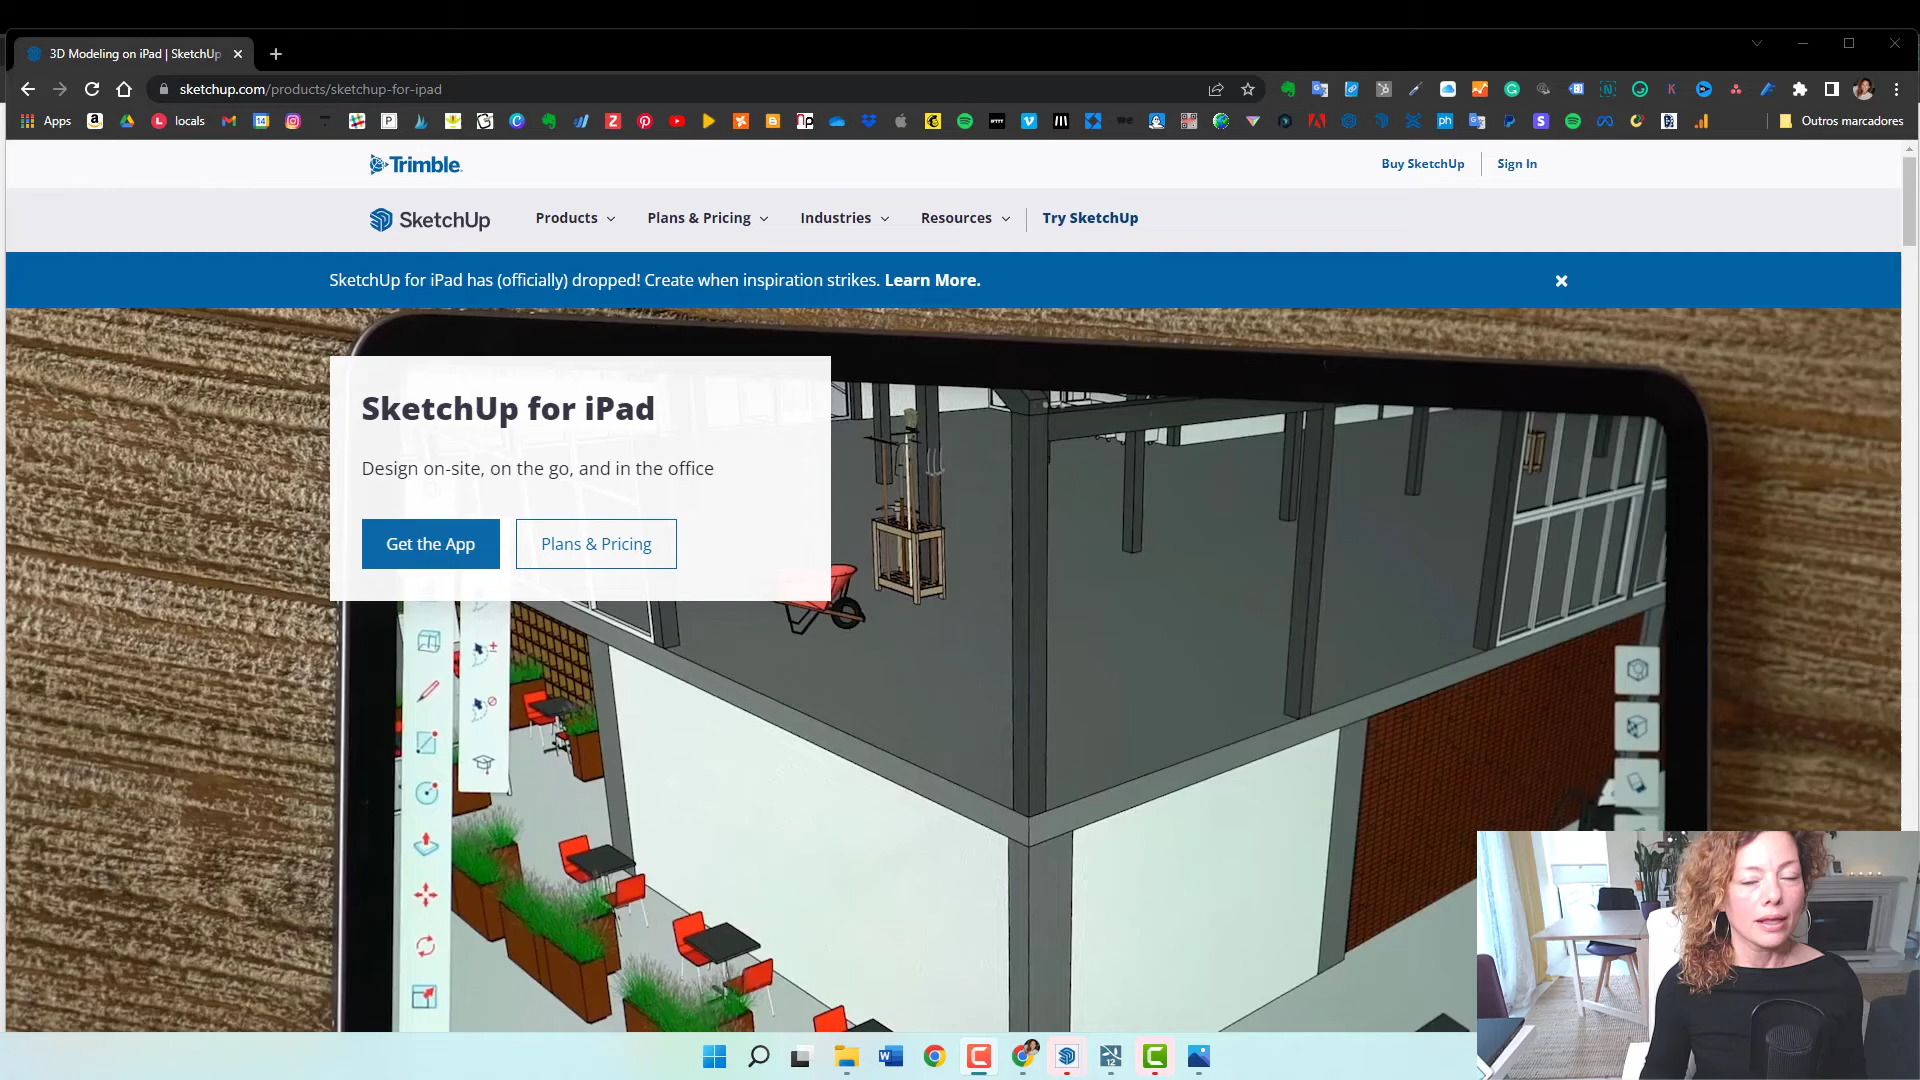 3D Modeling on iPad | SketchUp
sketchup.com/products/sketchup-for-ipad
Apps
locals
Outros marcadores
Trimble
Buy SketchUp
Sign In
SketchUp
Products
Plans & Pricing
Industries
Resources
Try SketchUp
SketchUp for iPad has (officially) dropped! Create when inspiration strikes. Learn More.
SketchUp for iPad
Design on-site, on the go, and in the office
Get the App
Plans & Pricing